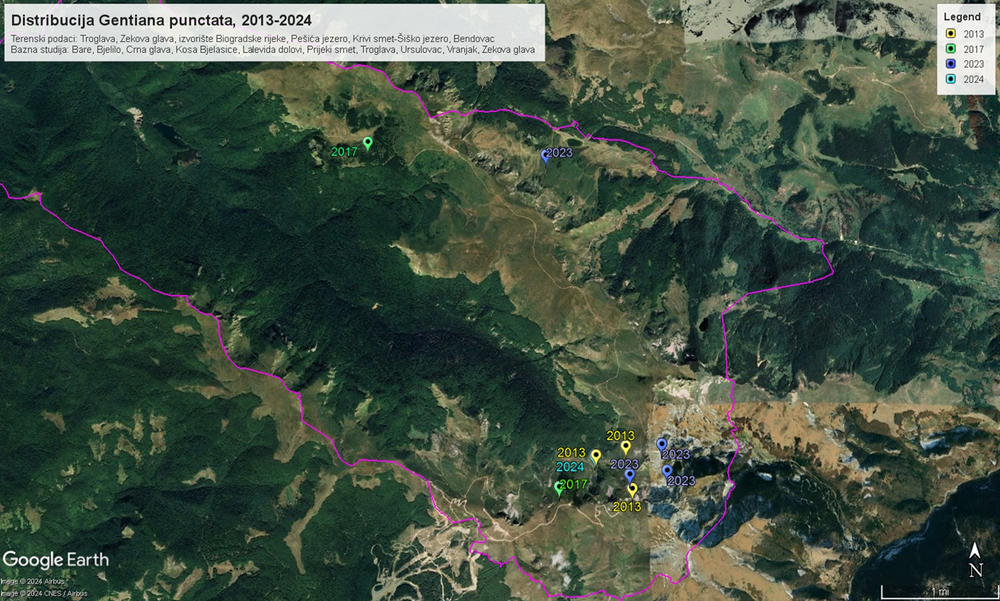 Distribucija Gentiana punctata, 2013-2024
Terenski podaci: Troglava, Zekova glava, izvorište Biogradske rijeke, Pešića jezero, Krivi smet-Šiško jezero, Bendovac
Bazna studija: Bare, Bjelilo, Crna glava, Kosa Bjelasice, Lalevida dolovi, Prijeki smet, Troglava, Ursulovac, Vranjak, Zekova glava
Legend
2013
2017
2023
2024
2017
2023
2013
2013
2024
2023
2023
2023
2017
2013
Google Earth
N
Image © 2024 Airbus
Image © 2024 CNES / Airbus
1 mi